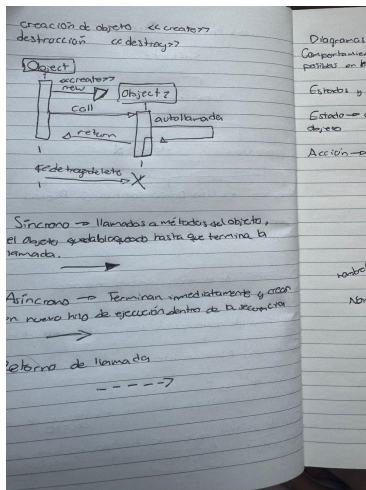 creación de objeto <<create>>
destrucción <<destroy>>
Object
<<create>>
new
Object 2
call
autollamada
return
Síncrono → llamadas a métodos del objeto,
el objeto queda bloqueado hasta que termina la
llamada.
Asíncrono → Terminan inmediatamente y crean
un nuevo hilo de ejecución dentro de la secuencia
Retorno de llamada
Diagramas
Comportamien
posibles en
Estados y
Estado →
objeto
Acción →
nombre